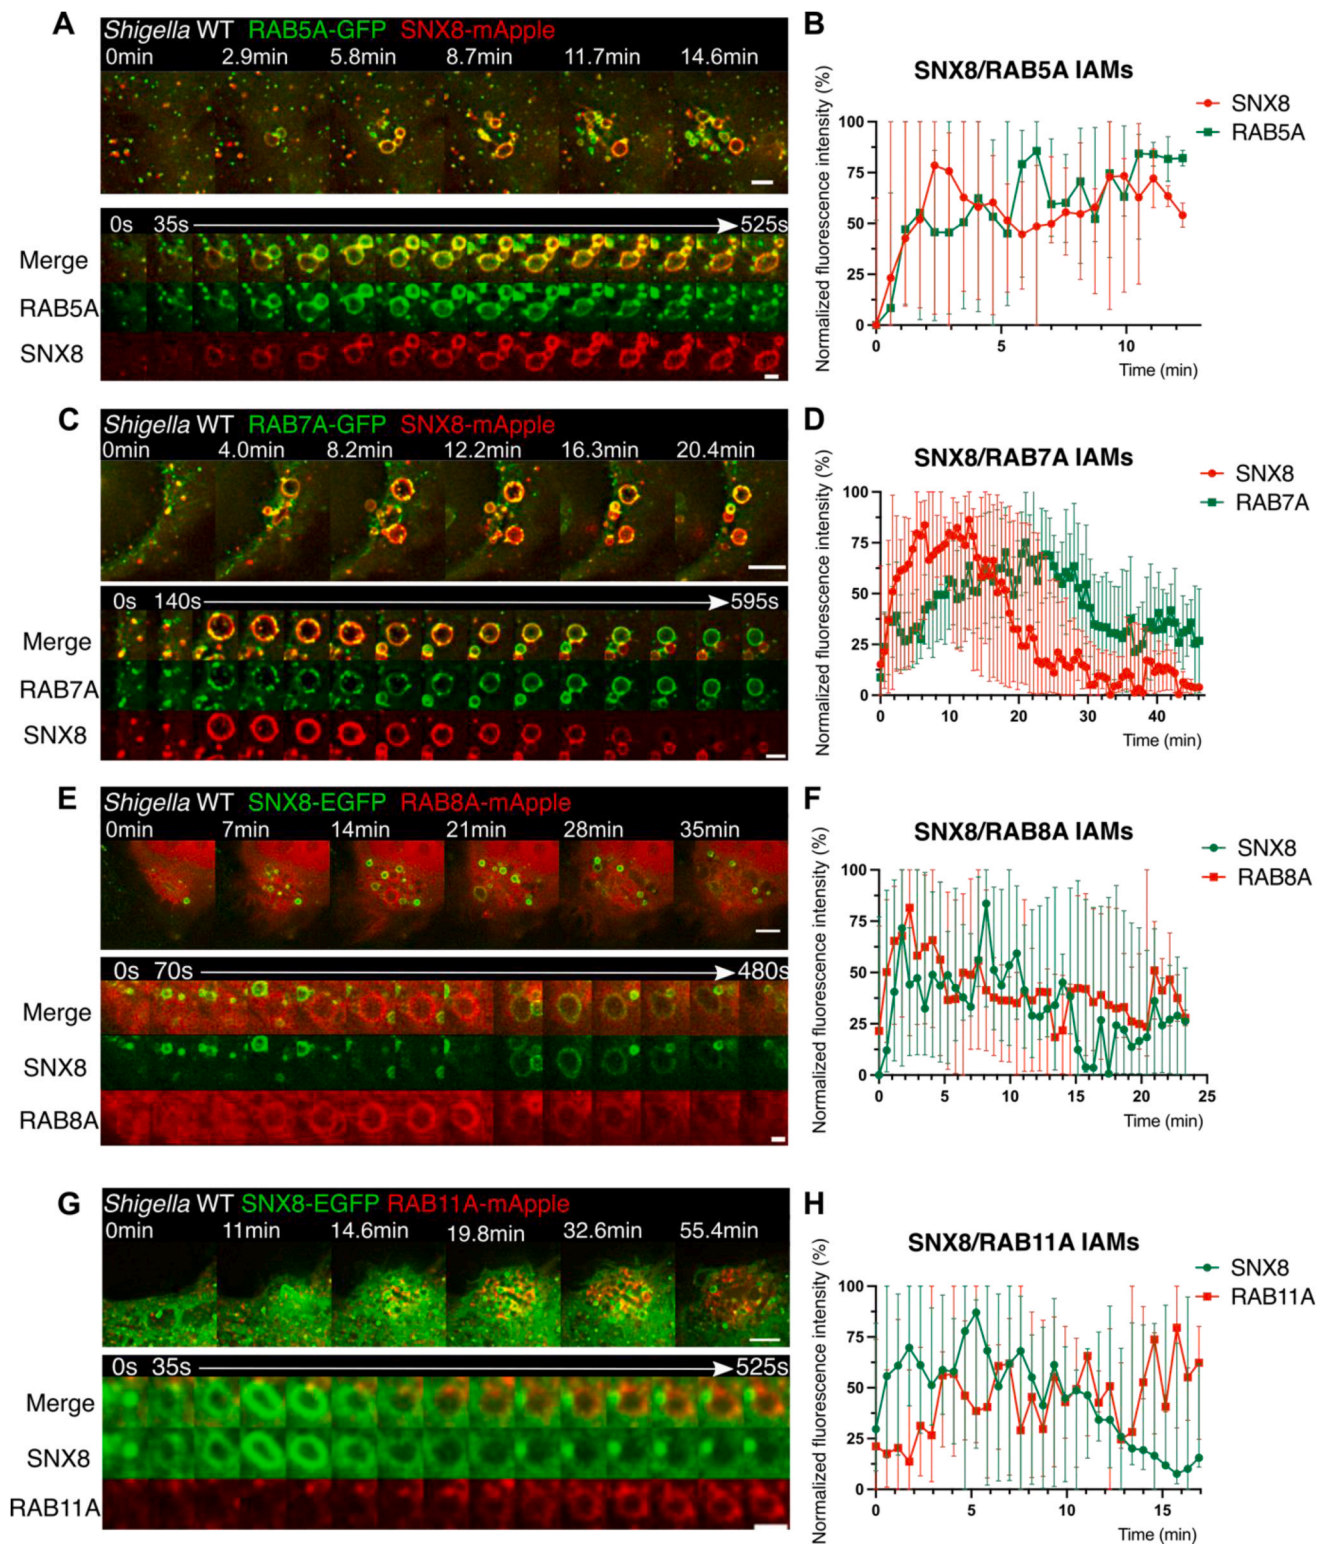 A
Shigella WT RAB5A-GFP SNX8-mApple
0min 2.9min 5.8min 8.7min 11.7min 14.6min
0s 35s 525s
Merge
RAB5A
SNX8
B
SNX8/RAB5A IAMs
SNX8
RAB5A
Normalized fluorescence intensity (%)
100
75
50
25
0
0 5 10
Time (min)
C
Shigella WT RAB7A-GFP SNX8-mApple
0min 4.0min 8.2min 12.2min 16.3min 20.4min
0s 140s 595s
Merge
RAB7A
SNX8
D
SNX8/RAB7A IAMs
SNX8
RAB7A
Normalized fluorescence intensity (%)
100
75
50
25
0
0 10 20 30 40
Time (min)
E
Shigella WT SNX8-EGFP RAB8A-mApple
0min 7min 14min 21min 28min 35min
0s 70s 480s
Merge
SNX8
RAB8A
F
SNX8/RAB8A IAMs
SNX8
RAB8A
Normalized fluorescence intensity (%)
100
75
50
25
0
0 5 10 15 20 25
Time (min)
G
Shigella WT SNX8-EGFP RAB11A-mApple
0min 11min 14.6min 19.8min 32.6min 55.4min
0s 35s 525s
Merge
SNX8
RAB11A
H
SNX8/RAB11A IAMs
SNX8
RAB11A
Normalized fluorescence intensity (%)
100
75
50
25
0
0 5 10 15
Time (min)